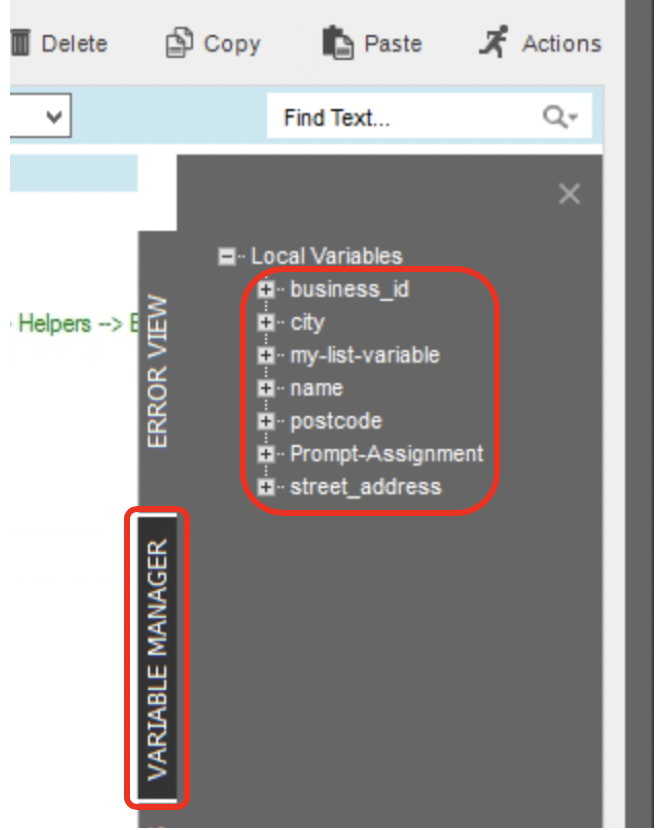 Delete Copy Paste Actions
Find Text...
Local Variables
business_id
city
my-list-variable
name
postcode
Prompt-Assignment
street_address
Helpers -->
ERROR VIEW
VARIABLE MANAGER